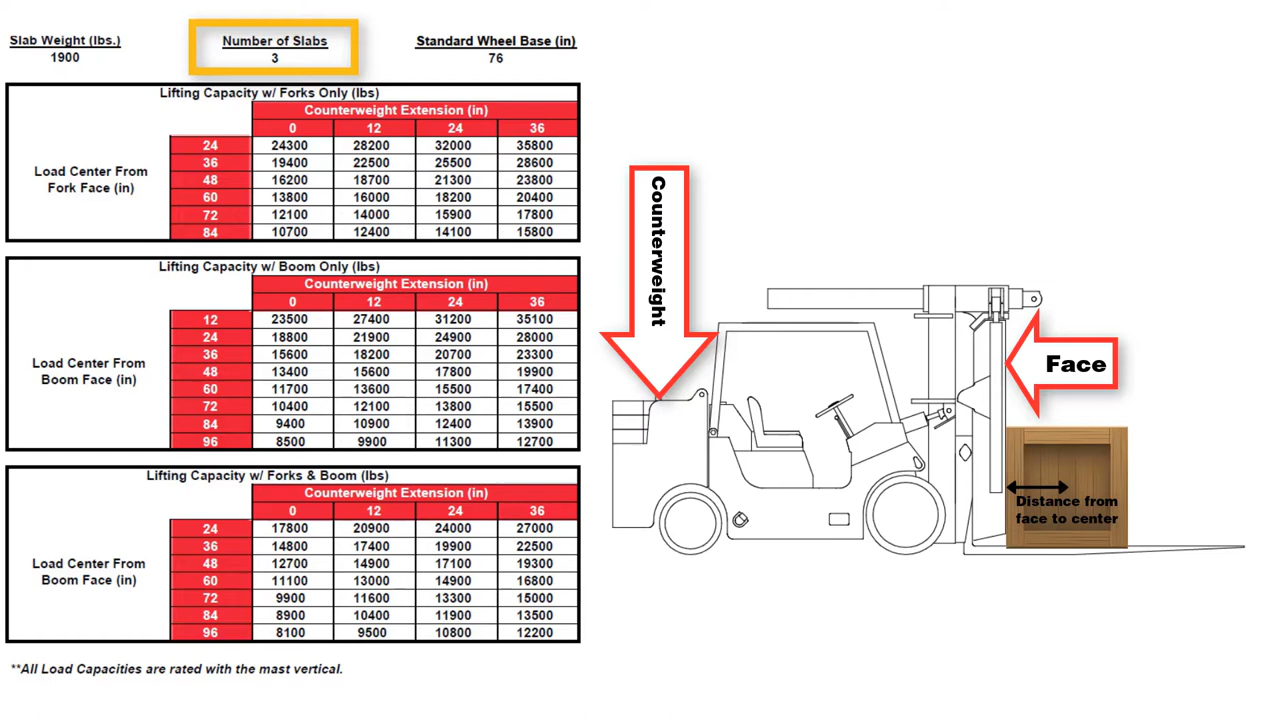 Slab Weight (lbs.) Number of Slabs Standard Wheel Base (in)
1900 3 76
Lifting Capacity w/ Forks Only (lbs)
Counterweight Extension (in)
0 12 24 36
Load Center From
Fork Face (in)
24 24300 28200 32000 35800
36 19400 22500 25500 28600
48 16200 18700 21300 23800
60 13800 16000 18200 20400
72 12100 14000 15900 17800
84 10700 12400 14100 15800
Lifting Capacity w/ Boom Only (lbs)
Counterweight Extension (in)
0 12 24 36
Load Center From
Boom Face (in)
12 23500 27400 31200 35100
24 18800 21900 24900 28000
36 15600 18200 20700 23300
48 13400 15600 17800 19900
60 11700 13600 15500 17400
72 10400 12100 13800 15500
84 9400 10900 12400 13900
96 8500 9900 11300 12700
Lifting Capacity w/ Forks & Boom (lbs)
Counterweight Extension (in)
0 12 24 36
Load Center From
Boom Face (in)
24 17800 20900 24000 27000
36 14800 17400 19900 22500
48 12700 14900 17100 19300
60 11100 13000 14900 16800
72 9900 11600 13300 15000
84 8900 10400 11900 13500
96 8100 9500 10800 12200
**All Load Capacities are rated with the mast vertical.
Counterweight
Face
Distance from
face to center